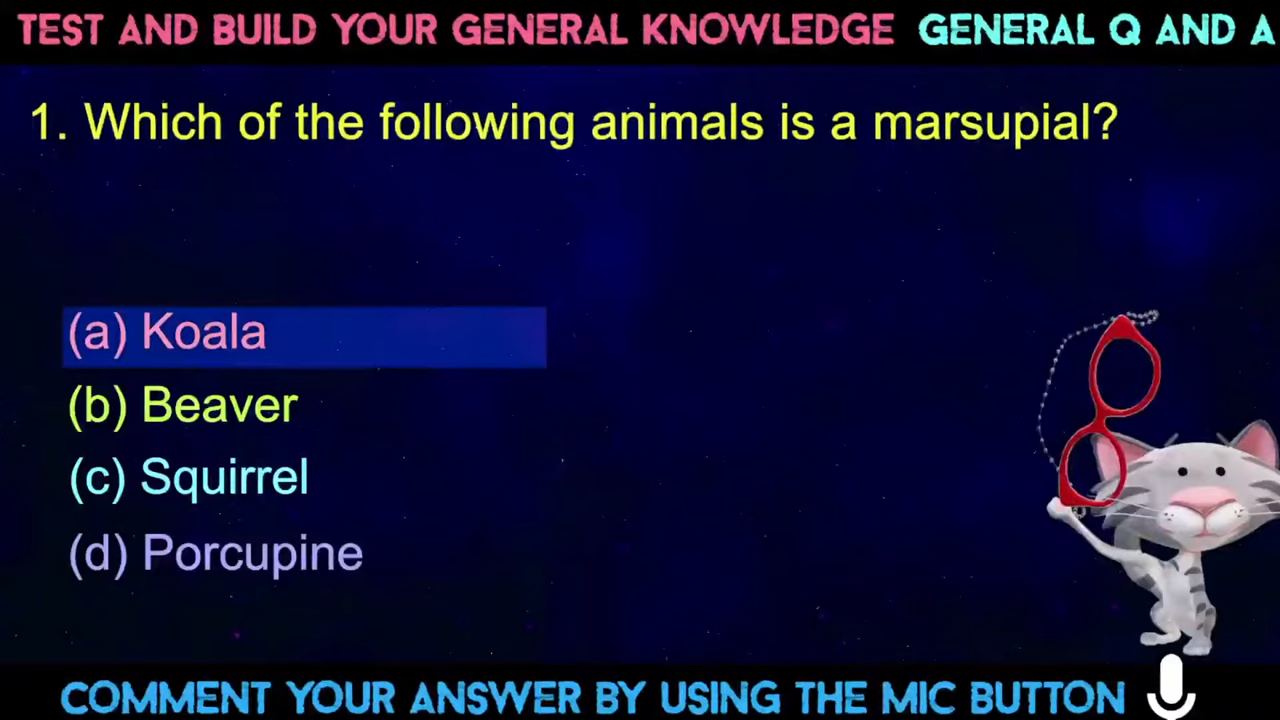 TEST AND BUILD YOUR GENERAL KNOWLEDGE GENERAL Q AND A
1. Which of the following animals is a marsupial?
(a) Koala
(b) Beaver
(c) Squirrel
(d) Porcupine
COMMENT YOUR ANSWER BY USING THE MIC BUTTON